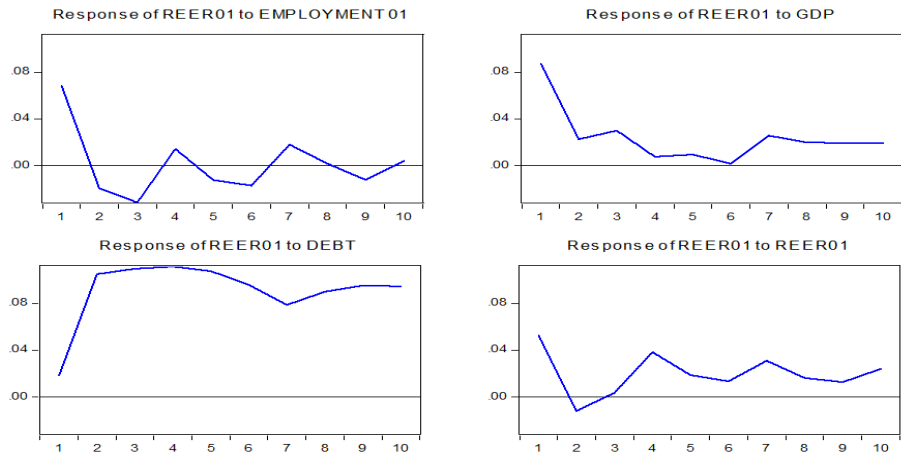 Response of REER01 to EMPLOYMENT01
.08
.04
.00
1 2 3 4 5 6 7 8 9 10
Response of REER01 to GDP
.08
.04
.00
1 2 3 4 5 6 7 8 9 10
Response of REER01 to DEBT
.08
.04
.00
1 2 3 4 5 6 7 8 9 10
Response of REER01 to REER01
.08
.04
.00
1 2 3 4 5 6 7 8 9 10